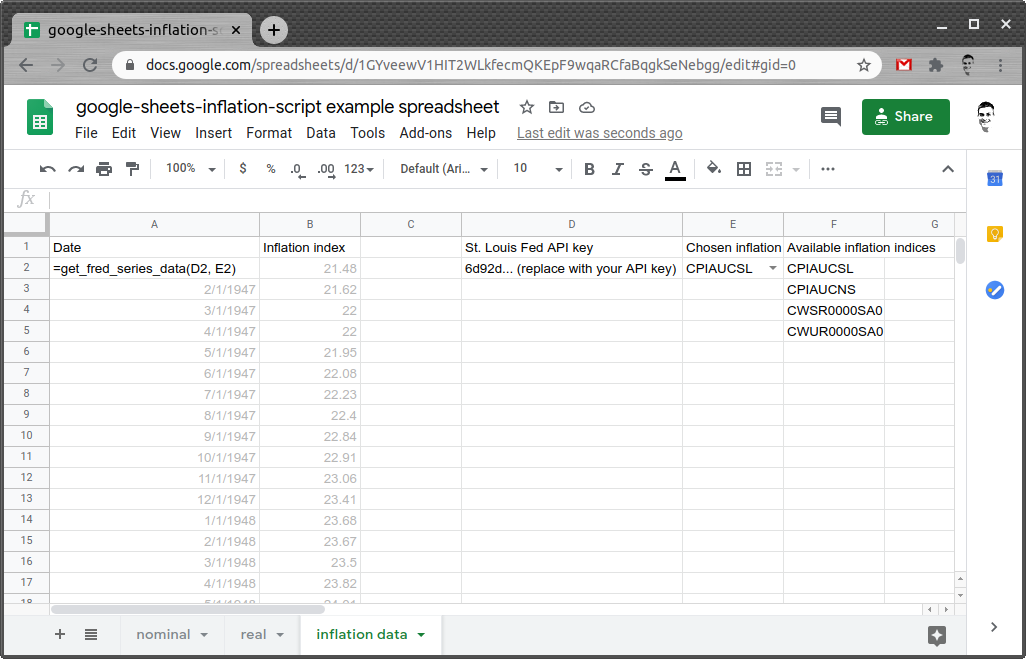 google-sheets-inflation-s
docs.google.com/spreadsheets/d/1GYveewV1HIT2WLkfecmQKEpF9wqaRCfaBqgkSeNebgg/edit#gid=0
google-sheets-inflation-script example spreadsheet
File Edit View Insert Format Data Tools Add-ons Help Last edit was seconds ago
Share
100% $ % .0 .00 123 Default (Ari... 10 B I S A
31
fx
A B C D E F G
1 Date Inflation index St. Louis Fed API key Chosen inflation Available inflation indices
2 =get_fred_series_data(D2, E2) 21.48 6d92d... (replace with your API key) CPIAUCSL CPIAUCSL
3 2/1/1947 21.62 CPIAUCNS
4 3/1/1947 22 CWSR0000SA0
5 4/1/1947 22 CWUR0000SA0
6 5/1/1947 21.95
7 6/1/1947 22.08
8 7/1/1947 22.23
9 8/1/1947 22.4
10 9/1/1947 22.84
11 10/1/1947 22.91
12 11/1/1947 23.06
13 12/1/1947 23.41
14 1/1/1948 23.68
15 2/1/1948 23.67
16 3/1/1948 23.5
17 4/1/1948 23.82
18
nominal real inflation data